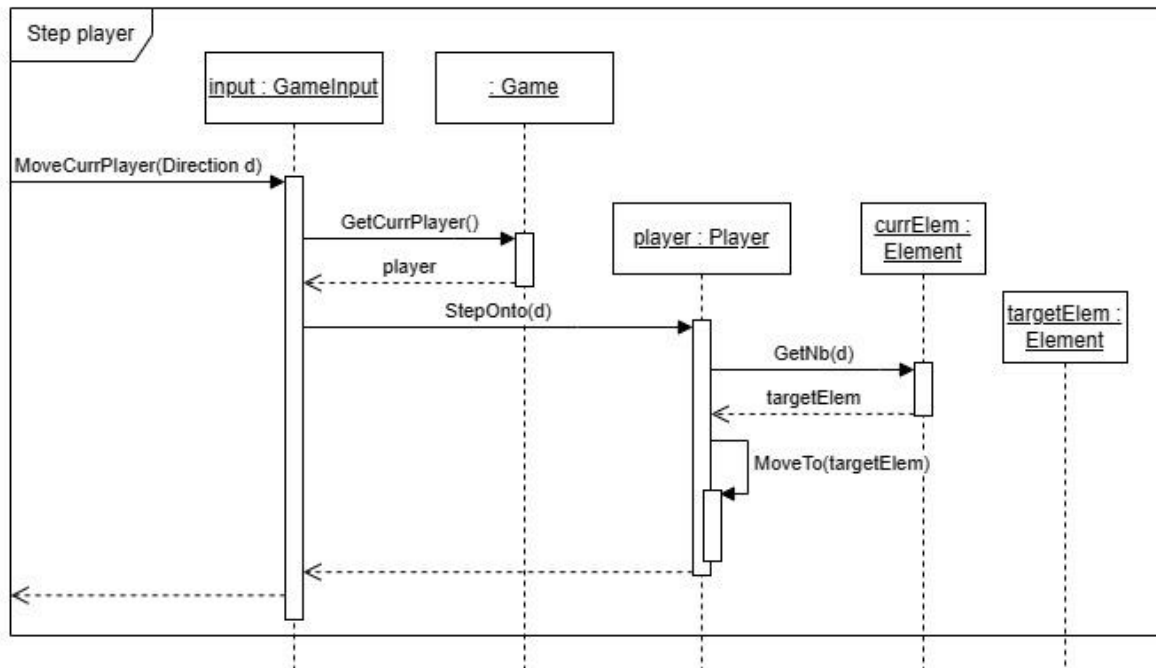 Step player
input : GameInput
: Game
MoveCurrPlayer(Direction d)
GetCurrPlayer()
player : Player
currElem :
Element
player
StepOnto(d)
targetElem :
Element
GetNb(d)
targetElem
MoveTo(targetElem)